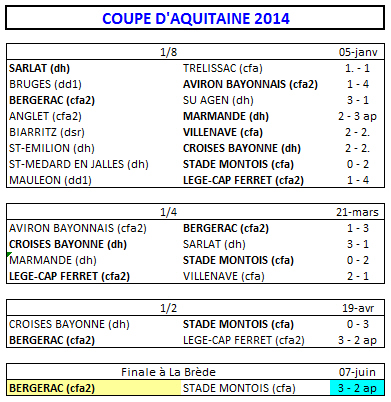 COUPE D'AQUITAINE 2014
1/8 05-janv
SARLAT (dh) TRELISSAC (cfa) 1. - 1
BRUGES (dd1) AVIRON BAYONNAIS (cfa2) 1 - 4
BERGERAC (cfa2) SU AGEN (dh) 3 - 1
ANGLET (cfa2) MARMANDE (dh) 2 - 3 ap
BIARRITZ (dsr) VILLENAVE (cfa) 2 - 2.
ST-EMILION (dh) CROISES BAYONNE (dh) 2 - 2.
ST-MEDARD EN JALLES (dh) STADE MONTOIS (cfa) 0 - 2
MAULEON (dd1) LEGE-CAP FERRET (cfa2) 1 - 4
1/4 21-mars
AVIRON BAYONNAIS (cfa2) BERGERAC (cfa2) 1 - 3
CROISES BAYONNE (dh) SARLAT (dh) 3 - 1
MARMANDE (dh) STADE MONTOIS (cfa) 0 - 2
LEGE-CAP FERRET (cfa2) VILLENAVE (cfa) 2 - 1
1/2 19-avr
CROISES BAYONNE (dh) STADE MONTOIS (cfa) 0 - 3
BERGERAC (cfa2) LEGE-CAP FERRET (cfa2) 3 - 2 ap
Finale à La Brède 07-juin
BERGERAC (cfa2) STADE MONTOIS (cfa) 3 - 2 ap